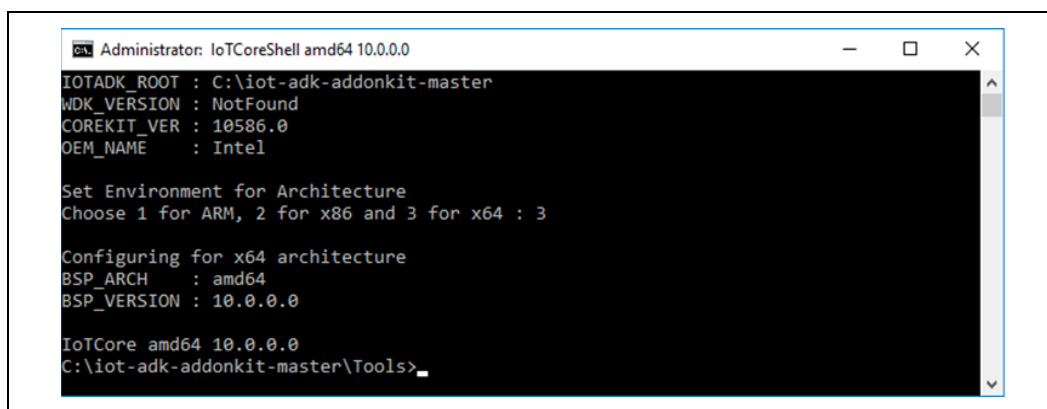 Administrator: IoTCoreShell amd64 10.0.0.0
IOTADK_ROOT : C:\iot-adk-addonkit-master
WDK_VERSION : NotFound
COREKIT_VER : 10586.0
OEM_NAME    : Intel
Set Environment for Architecture
Choose 1 for ARM, 2 for x86 and 3 for x64 : 3
Configuring for x64 architecture
BSP_ARCH    : amd64
BSP_VERSION : 10.0.0.0
IoTCore amd64 10.0.0.0
C:\iot-adk-addonkit-master\Tools>_